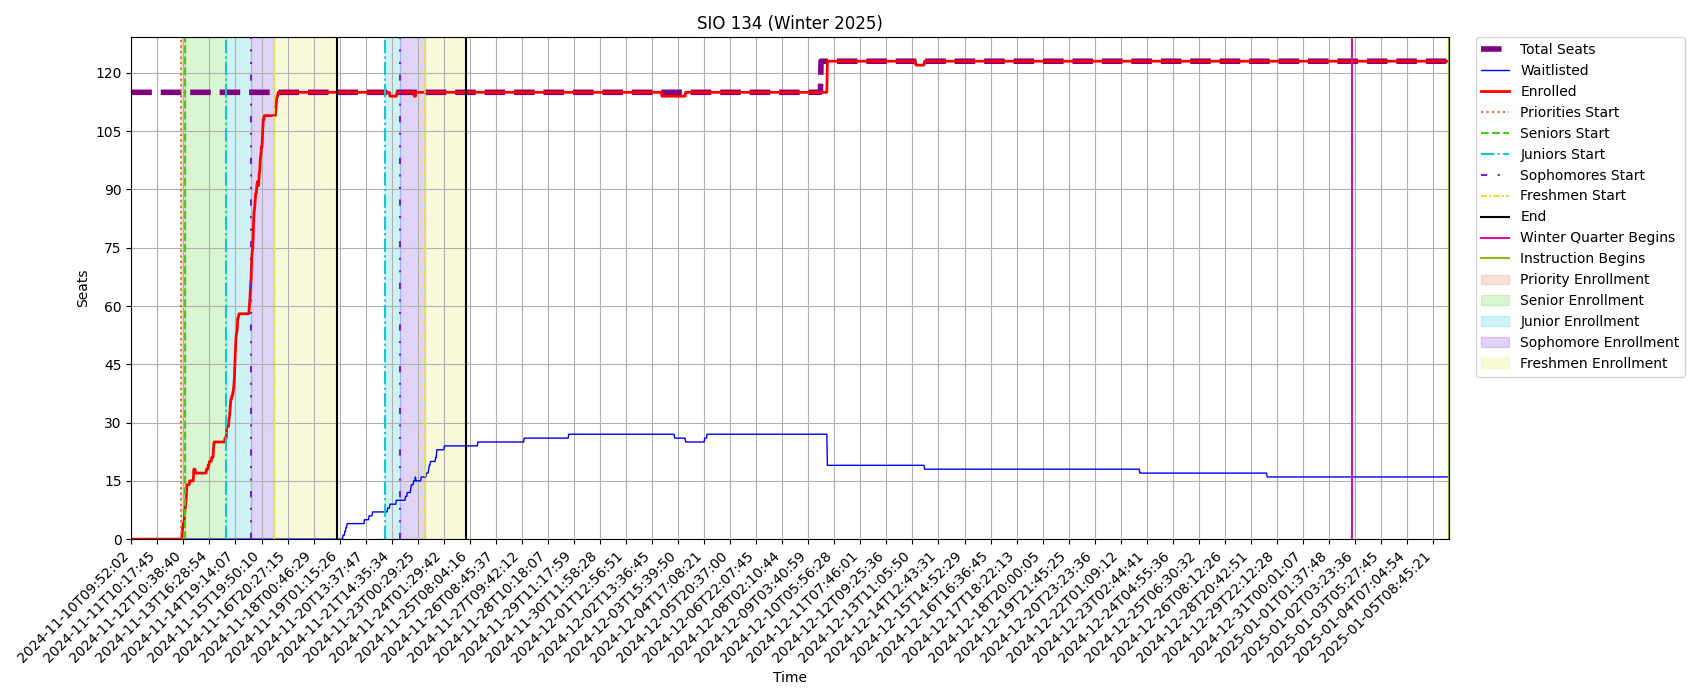 SIO 134 (Winter 2025)
Total Seats
Waitlisted
Enrolled
Priorities Start
Seniors Start
Juniors Start
Sophomores Start
Freshmen Start
End
Winter Quarter Begins
Instruction Begins
Priority Enrollment
Senior Enrollment
Junior Enrollment
Sophomore Enrollment
Freshmen Enrollment
Seats
120
105
90
75
60
45
30
15
0
2024-11-10T09:52:02
2024-11-11T10:17:45
2024-11-12T10:38:40
2024-11-13T16:28:54
2024-11-14T19:14:07
2024-11-15T19:50:10
2024-11-16T20:27:15
2024-11-18T00:46:29
2024-11-19T01:15:26
2024-11-20T13:37:47
2024-11-21T14:35:34
2024-11-23T01:29:25
2024-11-24T01:29:42
2024-11-25T08:04:16
2024-11-26T08:45:37
2024-11-27T09:42:12
2024-11-28T10:18:07
2024-11-29T11:17:59
2024-11-30T11:58:28
2024-12-01T12:56:51
2024-12-02T13:36:45
2024-12-03T15:39:50
2024-12-04T17:08:21
2024-12-05T20:37:00
2024-12-06T22:07:45
2024-12-08T02:10:44
2024-12-09T03:40:59
2024-12-10T05:56:28
2024-12-11T07:46:01
2024-12-12T09:25:36
2024-12-13T11:05:50
2024-12-14T12:43:31
2024-12-15T14:52:29
2024-12-16T16:36:45
2024-12-17T18:22:13
2024-12-18T20:00:05
2024-12-19T21:45:25
2024-12-20T23:23:36
2024-12-22T01:09:12
2024-12-23T02:44:41
2024-12-24T04:55:36
2024-12-25T06:30:32
2024-12-26T08:12:26
2024-12-28T20:42:51
2024-12-29T22:12:28
2024-12-31T00:01:07
2025-01-01T01:37:48
2025-01-02T03:23:36
2025-01-03T05:27:45
2025-01-04T07:04:54
2025-01-05T08:45:21
Time